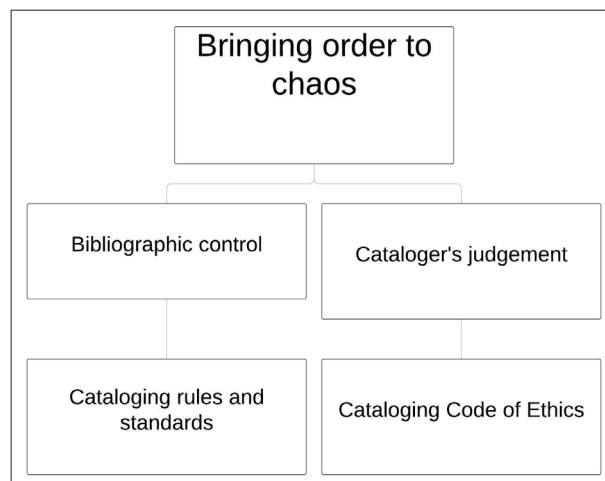 Bringing order to
chaos
Bibliographic control
Cataloger's judgement
Cataloging rules and
standards
Cataloging Code of Ethics